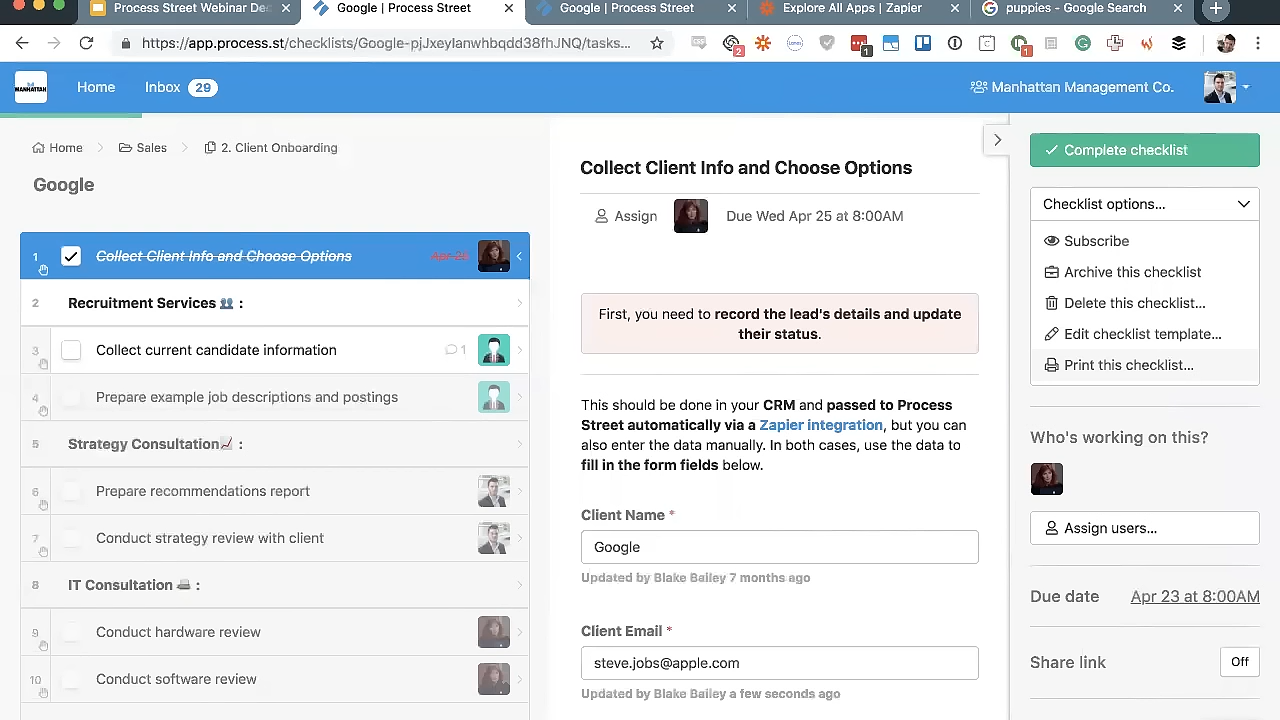 Process Street Webinar De
Google | Process Street
Google | Process Street
Explore All Apps | Zapier
puppies - Google Search
https://app.process.st/checklists/Google-pjJxeyIanwhbqdd38fhJNQ/tasks...
2
1
1
MANHATTAN
Home
Inbox 29
Manhattan Management Co.
Home
Sales
2. Client Onboarding
Google
1 Collect Client Info and Choose Options
2 Recruitment Services 👥 :
3 Collect current candidate information 1
4 Prepare example job descriptions and postings
5 Strategy Consultation📈 :
6 Prepare recommendations report
7 Conduct strategy review with client
8 IT Consultation 💻 :
9 Conduct hardware review
10 Conduct software review
Collect Client Info and Choose Options
Assign Due Wed Apr 25 at 8:00AM
First, you need to record the lead's details and update
their status.
This should be done in your CRM and passed to Process
Street automatically via a Zapier integration, but you can
also enter the data manually. In both cases, use the data to
fill in the form fields below.
Client Name *
Google
Updated by Blake Bailey 7 months ago
Client Email *
steve.jobs@apple.com
Updated by Blake Bailey a few seconds ago
Complete checklist
Checklist options...
Subscribe
Archive this checklist
Delete this checklist...
Edit checklist template...
Print this checklist...
Who's working on this?
Assign users...
Due date Apr 23 at 8:00AM
Share link Off